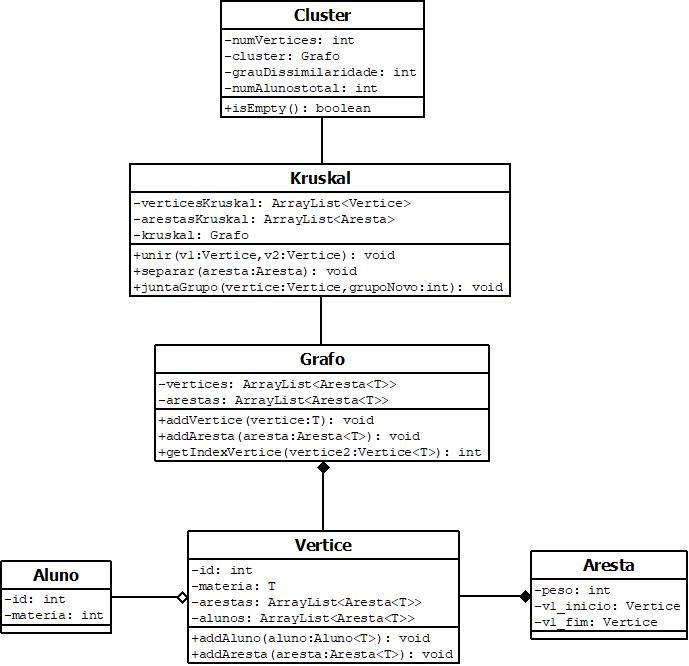 Cluster
-numVertices: int
-cluster: Grafo
-grauDissimilaridade: int
-numAlunostotal: int
+isEmpty(): boolean
Kruskal
-verticesKruskal: ArrayList<Vertice>
-arestasKruskal: ArrayList<Aresta>
-kruskal: Grafo
+unir(v1:Vertice,v2:Vertice): void
+separar(aresta:Aresta): void
+juntaGrupo(vertice:Vertice,grupoNovo:int): void
Grafo
-vertices: ArrayList<Aresta<T>>
-arestas: ArrayList<Aresta<T>>
+addVertice(vertice:T): void
+addAresta(aresta:Aresta<T>): void
+getIndexVertice(vertice2:Vertice<T>): int
Vertice
-id: int
-materia: T
-arestas: ArrayList<Aresta<T>>
-alunos: ArrayList<Aresta<T>>
+addAluno(aluno:Aluno<T>): void
+addAresta(aresta:Aresta<T>): void
Aluno
-id: int
-materia: int
Aresta
-peso: int
-v1_inicio: Vertice
-v1_fim: Vertice